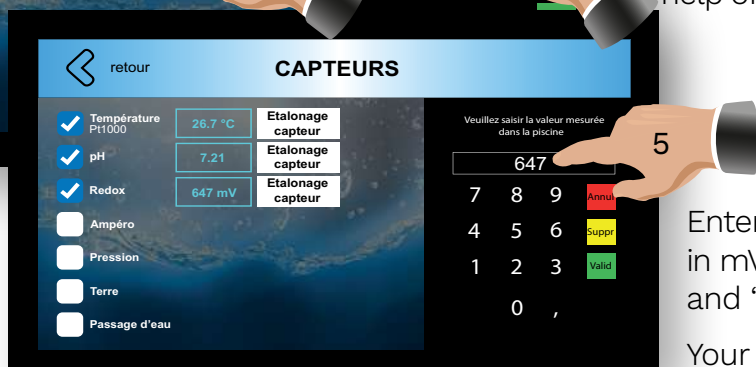 help of
retour
CAPTEURS
Température
Pt1000
26.7 °C
Etalonage
capteur
pH
7.21
Etalonage
capteur
Redox
647 mV
Etalonage
capteur
Ampéro
Pression
Terre
Passage d'eau
Veuillez saisir la valeur mesurée
dans la piscine
647
7 8 9
4 5 6 Suppr
1 2 3 Valid
0 ,
5
in mV
and
Your